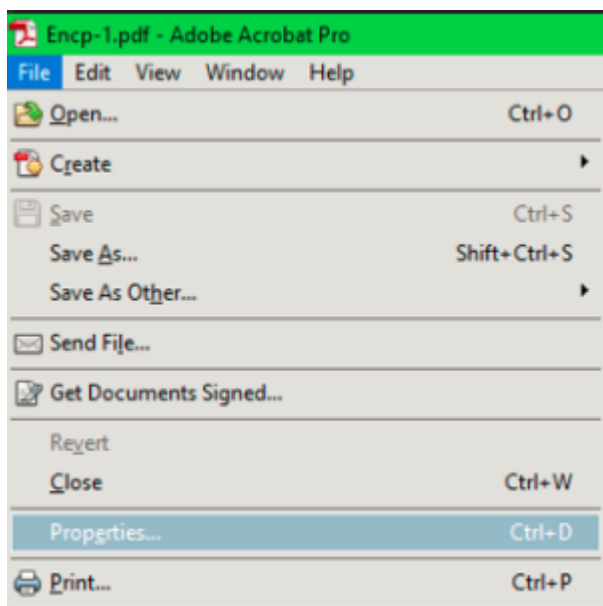 Encp-1.pdf - Adobe Acrobat Pro
File Edit View Window Help
Open... Ctrl+O
Create
Save Ctrl+S
Save As... Shift+Ctrl+S
Save As Other...
Send File...
Get Documents Signed...
Revert
Close Ctrl+W
Properties... Ctrl+D
Print... Ctrl+P